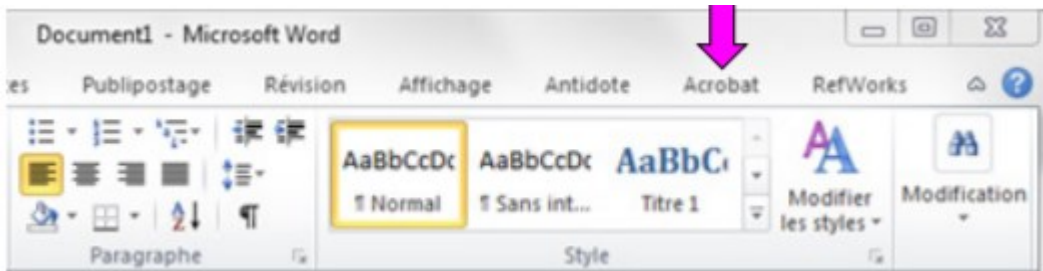 Document1 - Microsoft Word
es Publipostage Révision Affichage Antidote Acrobat RefWorks
AaBbCcDc AaBbCcDc AaBbC
¶ Normal ¶ Sans int... Titre 1
Modifier
les styles
Modification
Paragraphe Style